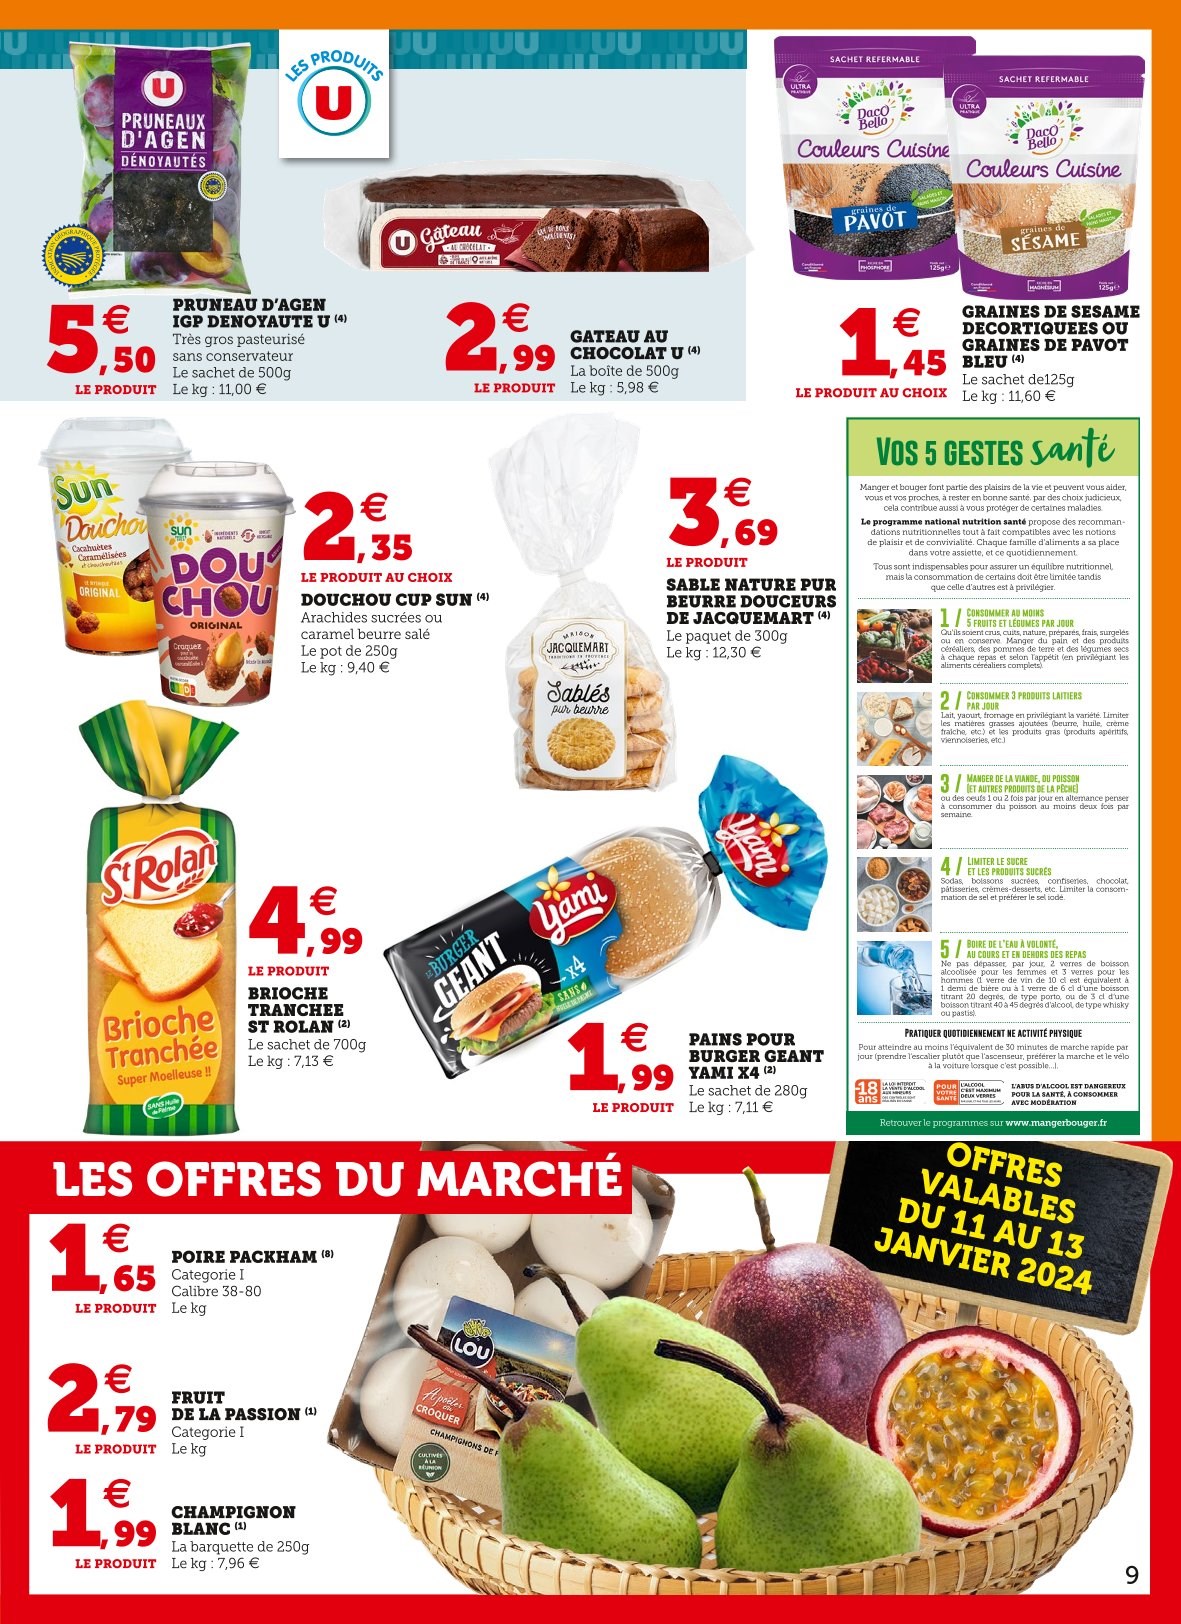 LES PRODUITS
U
U
PRUNEAUX
D'AGEN
DÉNOYAUTÉS
5,50 €
LE PRODUIT
PRUNEAU D'AGEN
IGP DENOYAUTE U (4)
Très gros pasteurisé
sans conservateur
Le sachet de 500g
Le kg : 11,00 €
U
Gâteau
AU CHOCOLAT
2,99 €
LE PRODUIT
GATEAU AU
CHOCOLAT U (4)
La boîte de 500g
Le kg : 5,98 €
SACHET REFERMABLE
ULTRA
PRATIQUE
Daco
Bello
Couleurs Cuisine
graines de
PAVOT
125g
SACHET REFERMABLE
ULTRA
PRATIQUE
Daco
Bello
Couleurs Cuisine
graines de
SÉSAME
125g
1,45 €
LE PRODUIT AU CHOIX
GRAINES DE SESAME
DECORTIQUEES OU
GRAINES DE PAVOT
BLEU (4)
Le sachet de125g
Le kg : 11,60 €
Sun
Douchou
Cacahuètes
Caramélisées
ORIGINAL
SUN
DOU
CHOU
ORIGINAL
Craquez
2,35 €
LE PRODUIT AU CHOIX
DOUCHOU CUP SUN (4)
Arachides sucrées ou
caramel beurre salé
Le pot de 250g
Le kg : 9,40 €
MAISON
JACQUEMART
Sablés
pur beurre
3,69 €
LE PRODUIT
SABLE NATURE PUR
BEURRE DOUCEURS
DE JACQUEMART (4)
Le paquet de 300g
Le kg : 12,30 €
St Rolan
Brioche
Tranchée
Super Moelleuse !!
SANS Huile
de Palme
4,99 €
LE PRODUIT
BRIOCHE
TRANCHEE
ST ROLAN (2)
Le sachet de 700g
Le kg : 7,13 €
Yami
Yami
LE BURGER
GEANT
X4
SANS
1,99 €
LE PRODUIT
PAINS POUR
BURGER GEANT
YAMI X4 (2)
Le sachet de 280g
Le kg : 7,11 €
VOS 5 GESTES santé
Manger et bouger font partie des plaisirs de la vie et peuvent vous aider,
vous et vos proches, à rester en bonne santé. par des choix judicieux,
cela contribue aussi à vous protéger de certaines maladies.
Le programme national nutrition santé propose des recomman-
dations nutritionnelles tout à fait compatibles avec les notions
de plaisir et de convivialité. Chaque famille d'aliments a sa place
dans votre assiette, et ce quotidiennement.
Tous sont indispensables pour assurer un équilibre nutritionnel,
mais la consommation de certains doit être limitée tandis
que celle d'autres est à privilégier.
1 / CONSOMMER AU MOINS
5 FRUITS ET LÉGUMES PAR JOUR
Qu'ils soient crus, cuits, nature, préparés, frais, surgelés
ou en conserve. Manger du pain et des produits
céréaliers, des pommes de terre et des légumes secs
à chaque repas et selon l'appétit (en privilégiant les
aliments céréaliers complets).
2 / CONSOMMER 3 PRODUITS LAITIERS
PAR JOUR
Lait, yaourt, fromage en privilégiant la variété. Limiter
les matières grasses ajoutées (beurre, huile, crème
fraîche, etc.) et les produits gras (produits apéritifs,
viennoiseries, etc.)
3 / MANGER DE LA VIANDE, OU POISSON
(ET AUTRES PRODUITS DE LA PÊCHE)
ou des oeufs 1 ou 2 fois par jour en alternance penser
à consommer du poisson au moins deux fois par
semaine.
4 / LIMITER LE SUCRE
ET LES PRODUITS SUCRÉS
Sodas, boissons sucrées, confiseries, chocolat,
pâtisseries, crèmes-desserts, etc. Limiter la consom-
mation de sel et préférer le sel iodé.
5 / BOIRE DE L'EAU À VOLONTÉ,
AU COURS ET EN DEHORS DES REPAS
Ne pas dépasser, par jour, 2 verres de boisson
alcoolisée pour les femmes et 3 verres pour les
hommes (1 verre de vin de 10 cl est équivalent à
1 demi de bière ou à 1 verre de 6 cl d'une boisson
titrant 20 degrés, de type porto, ou de 3 cl d'une
boisson titrant 40 à 45 degrés d'alcool, de type whisky
ou pastis).
PRATIQUER QUOTIDIENNEMENT NE ACTIVITÉ PHYSIQUE
Pour atteindre au moins l'équivalent de 30 minutes de marche rapide par
jour (prendre l'escalier plutôt que l'ascenseur, préférer la marche et le vélo
à la voiture lorsque c'est possible...).
18
ans
LA LOI INTERDIT
LA VENTE D'ALCOOL
AUX MINEURS
POUR
VOTRE
SANTÉ
L'ALCOOL
C'EST MAXIMUM
DEUX VERRES
L'ABUS D'ALCOOL EST DANGEREUX
POUR LA SANTÉ, À CONSOMMER
AVEC MODÉRATION
Retrouver le programmes sur www.mangerbouger.fr
LES OFFRES DU MARCHÉ
OFFRES
VALABLES
DU 11 AU 13
JANVIER 2024
1,65 €
LE PRODUIT
POIRE PACKHAM (8)
Categorie I
Calibre 38-80
Le kg
2,79 €
LE PRODUIT
FRUIT
DE LA PASSION (1)
Categorie I
Le kg
1,99 €
LE PRODUIT
CHAMPIGNON
BLANC (1)
La barquette de 250g
Le kg : 7,96 €
LOU
A poêler
ou
CROQUER
CULTIVÉS
À LA
RÉUNION
9